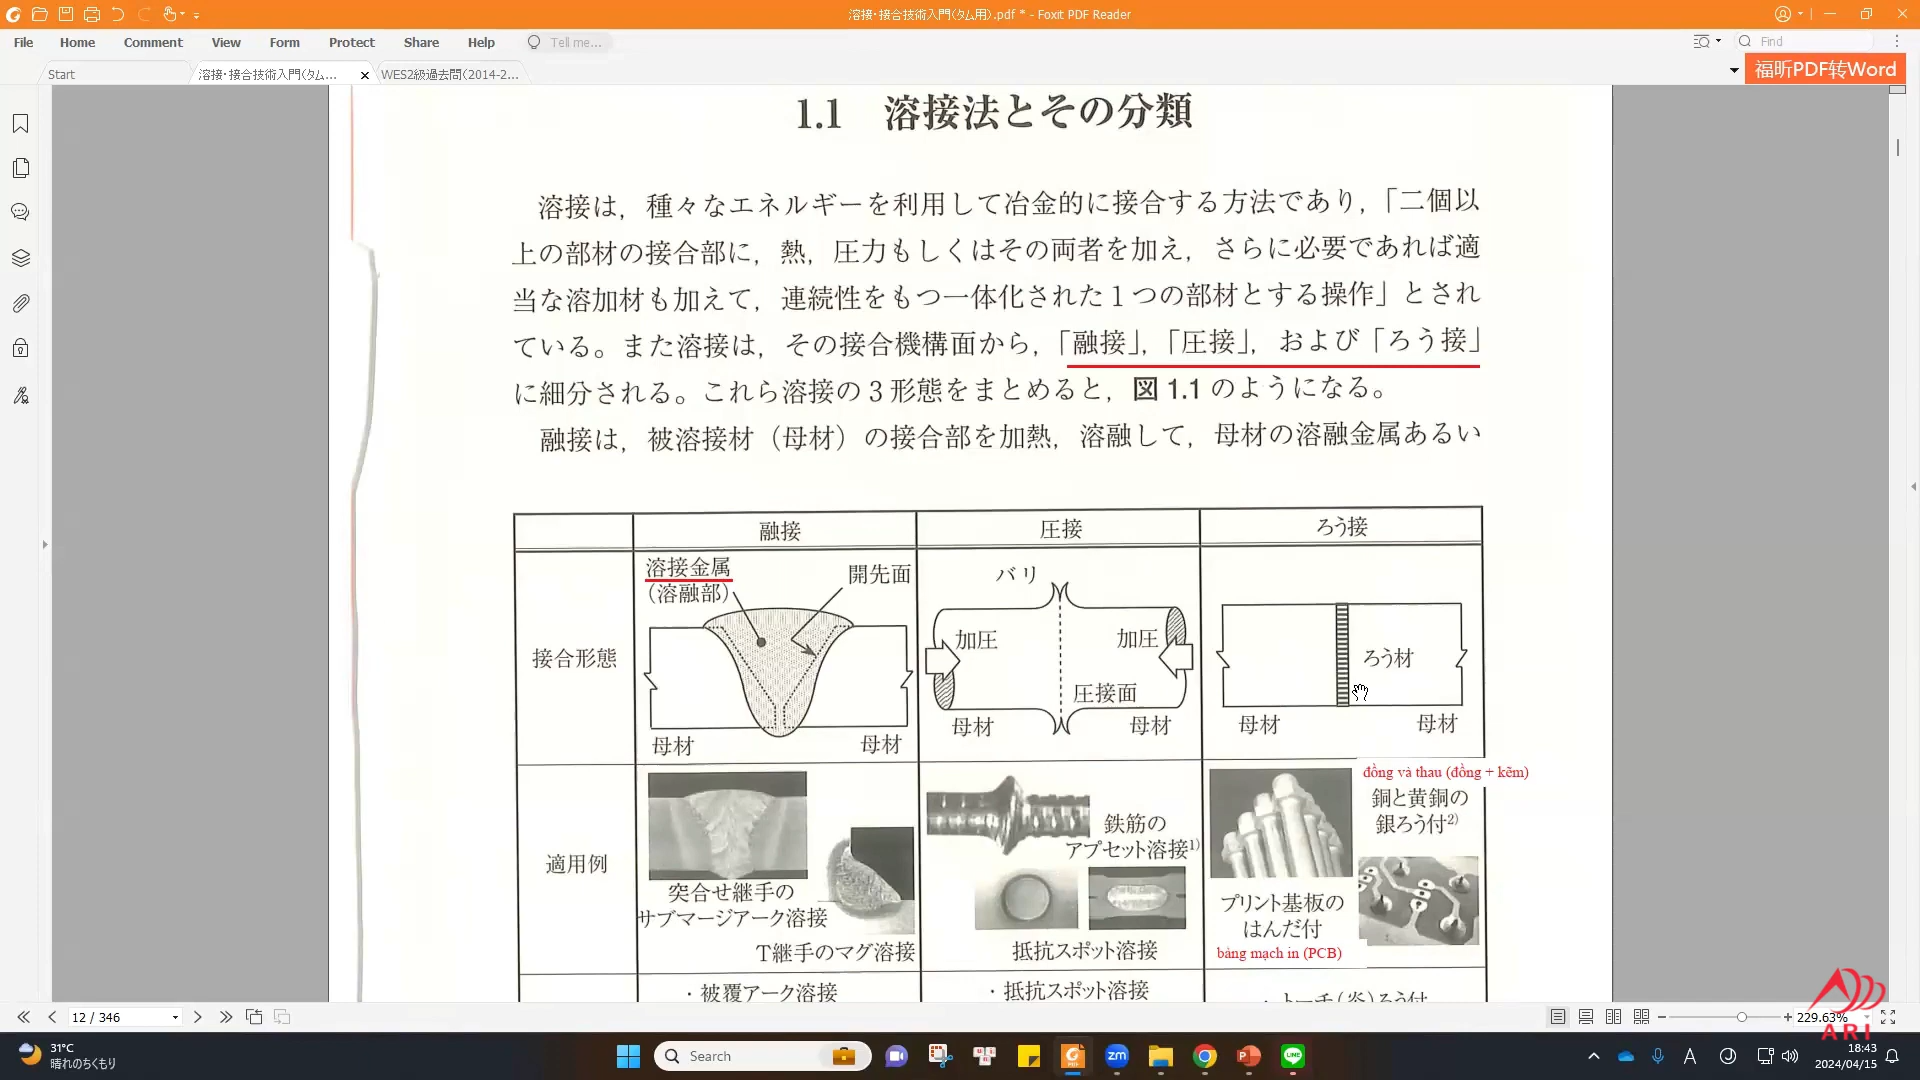 溶接・接合技術入門(タム用).pdf * - Foxit PDF Reader
File Home Comment View Form Protect Share Help Tell me... Find
Start 溶接・接合技術入門(タム... WES2級過去問(2014-2... 福昕PDF转Word
1.1 溶接法とその分類
溶接は，種々なエネルギーを利用して冶金的に接合する方法であり，「二個以
上の部材の接合部に，熱，圧力もしくはその両者を加え，さらに必要であれば適
当な溶加材も加えて，連続性をもつ一体化された１つの部材とする操作」とされ
ている。また溶接は，その接合機構面から，「融接」，「圧接」，および「ろう接」
に細分される。これら溶接の３形態をまとめると，図 1.1 のようになる。
融接は，被溶接材（母材）の接合部を加熱，溶融して，母材の溶融金属あるい
融接 圧接 ろう接
接合形態
溶接金属
（溶融部）
開先面
母材 母材
バリ
加圧 加圧
圧接面
母材 母材
ろう材
母材 母材
適用例
突合せ継手の
サブマージアーク溶接
T継手のマグ溶接
鉄筋の
アプセット溶接1)
抵抗スポット溶接
đồng và thau (đồng + kẽm)
銅と黄銅の
銀ろう付2)
プリント基板の
はんだ付
bảng mạch in (PCB)
・被覆アーク溶接
・抵抗スポット溶接
・トーチ(炎)ろう付
12 / 346
229.63%
ARI
31°C
晴れのちくもり
Search
zm
LINE
A
18:43
2024/04/15